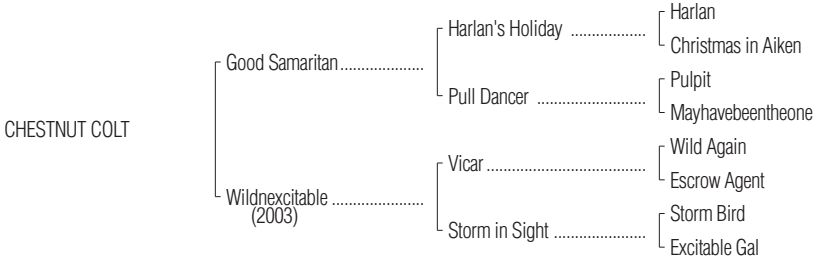 Harlan
Harlan's Holiday ......................
Christmas in Aiken
Good Samaritan....................
Pulpit
Pull Dancer ..............................
Mayhavebeentheone
CHESTNUT COLT
Wild Again
Vicar...........................................
Escrow Agent
Wildnexcitable ......................
(2003)
Storm Bird
Storm in Sight .........................
Excitable Gal